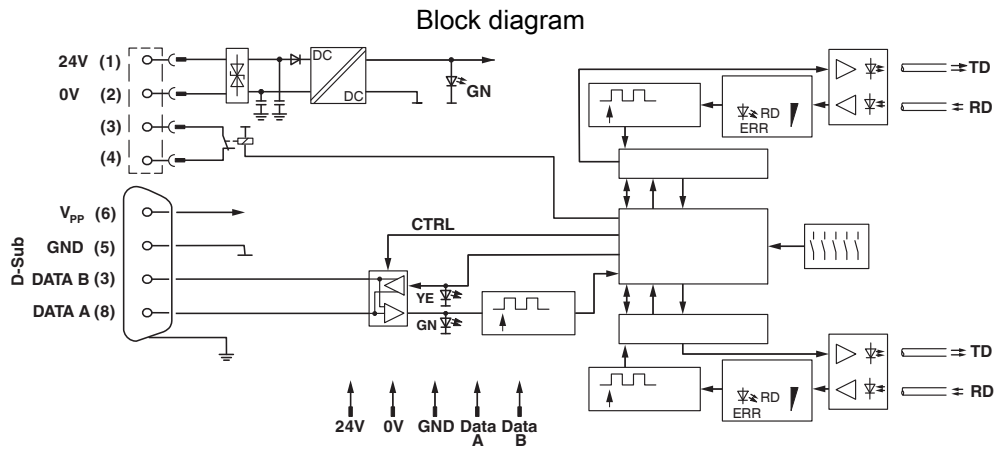 Block diagram
24V (1)
0V (2)
(3)
(4)
DC
DC
GN
TD
RD
RD
ERR
D-Sub
VPP (6)
GND (5)
DATA B (3)
DATA A (8)
CTRL
YE
GN
TD
RD
RD
ERR
24V 0V GND Data A Data B